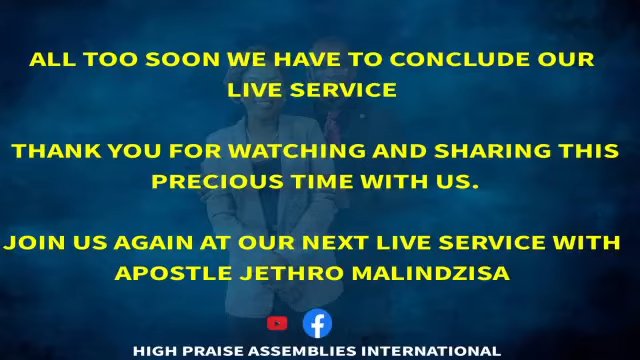 ALL TOO SOON WE HAVE TO CONCLUDE OUR
LIVE SERVICE
THANK YOU FOR WATCHING AND SHARING THIS
PRECIOUS TIME WITH US.
JOIN US AGAIN AT OUR NEXT LIVE SERVICE WITH
APOSTLE JETHRO MALINDZISA
HIGH PRAISE ASSEMBLIES INTERNATIONAL